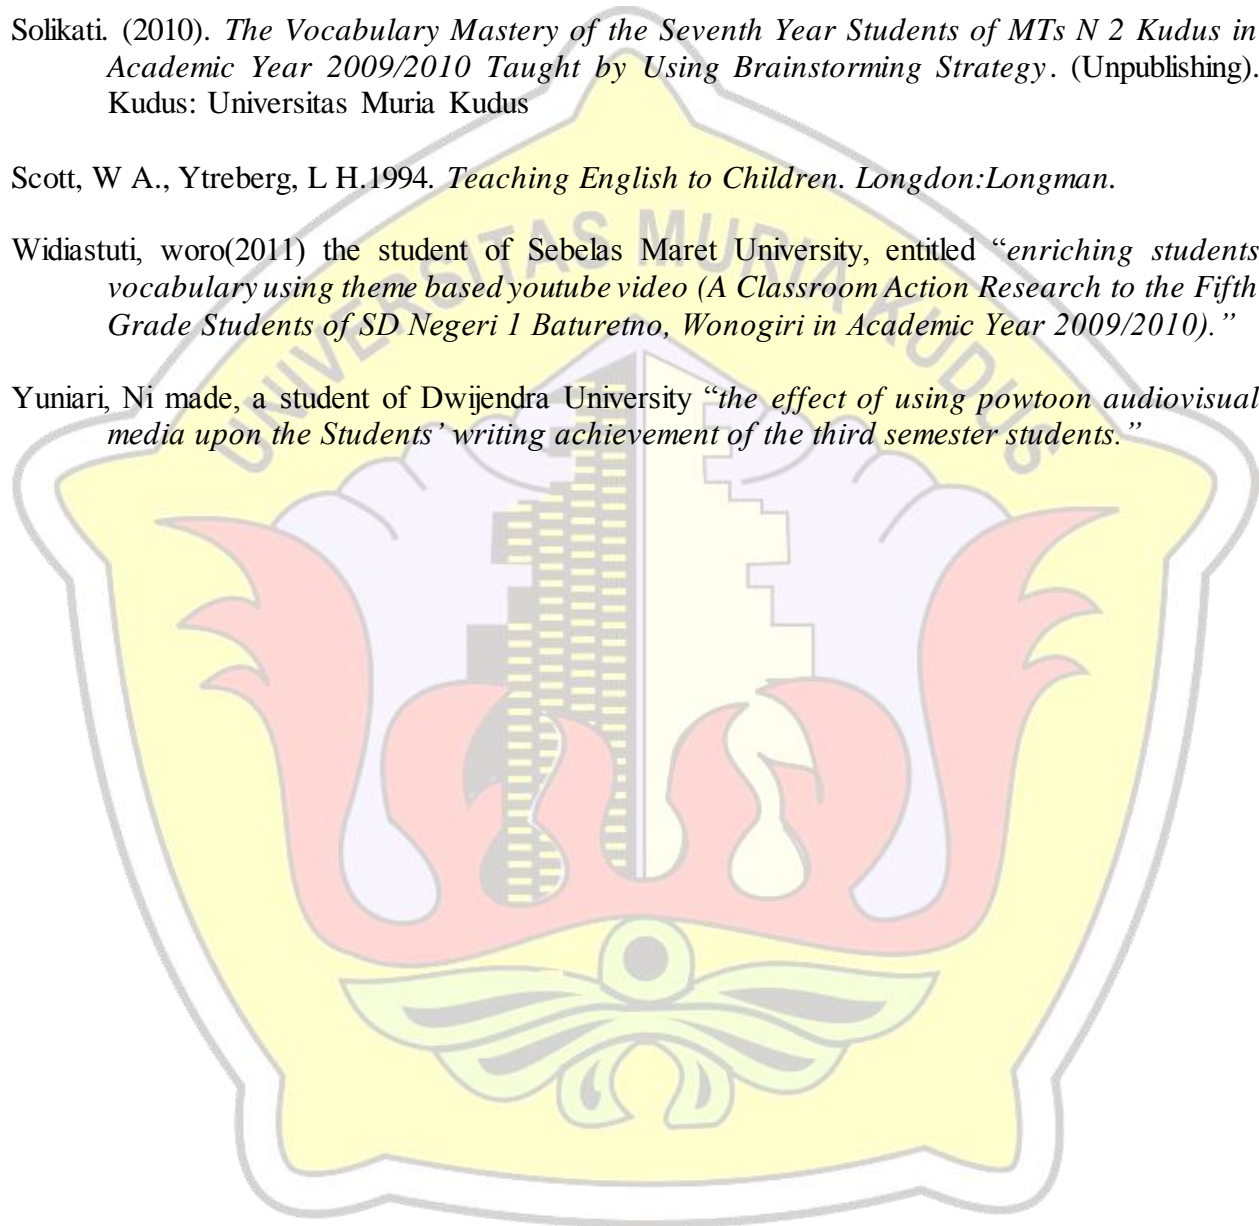 Solikati. (2010). The Vocabulary Mastery of the Seventh Year Students of MTs N 2 Kudus in
Academic Year 2009/2010 Taught by Using Brainstorming Strategy. (Unpublishing).
Kudus: Universitas Muria Kudus
Scott, W A., Ytreberg, L H.1994. Teaching English to Children. Longdon:Longman.
UNIVERSITAS MURIA KUDUS
Widiastuti, woro(2011) the student of Sebelas Maret University, entitled “enriching students
vocabulary using theme based youtube video (A Classroom Action Research to the Fifth
Grade Students of SD Negeri 1 Baturetno, Wonogiri in Academic Year 2009/2010).”
Yuniari, Ni made, a student of Dwijendra University “the effect of using powtoon audiovisual
media upon the Students’ writing achievement of the third semester students.”